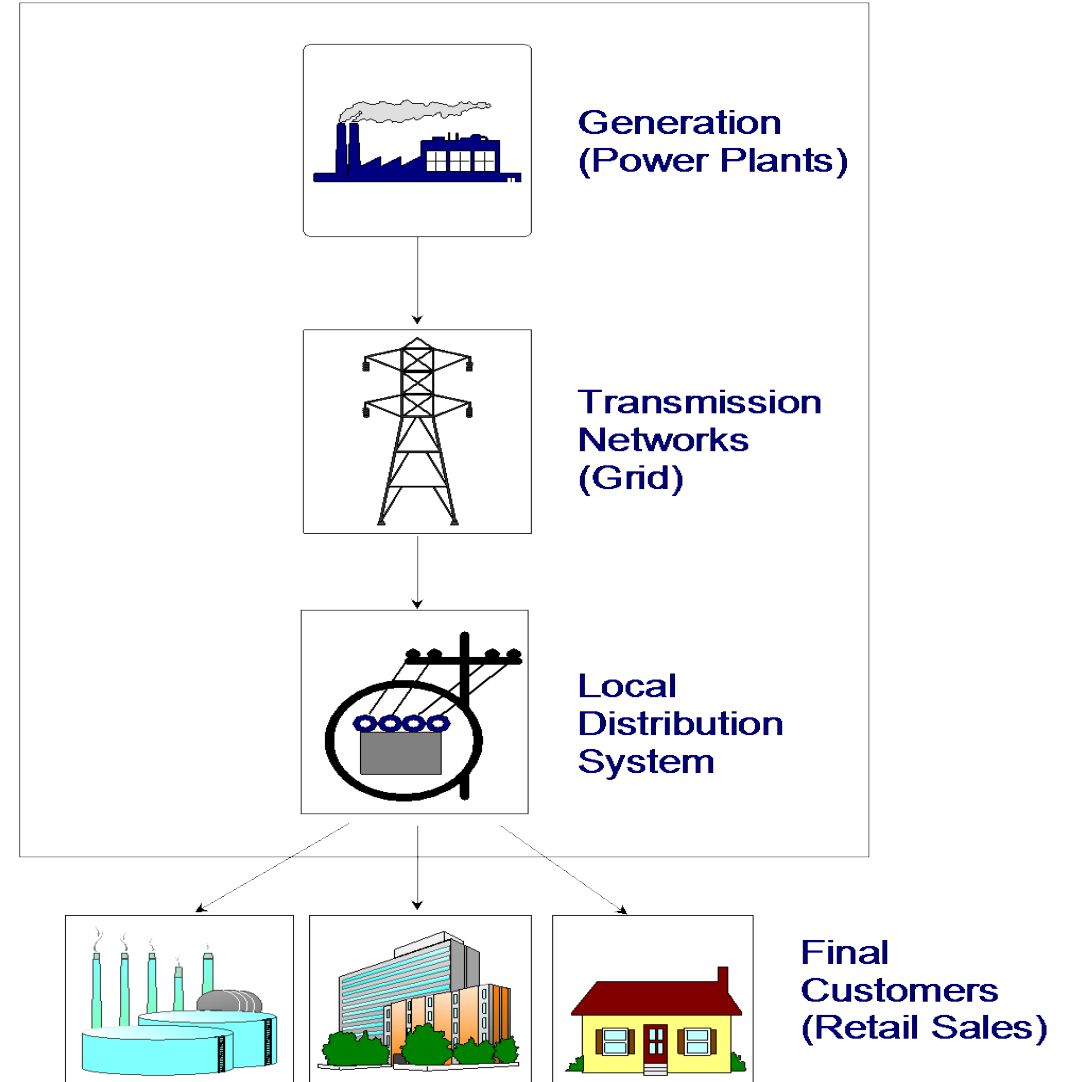 Generation
(Power Plants)
Transmission
Networks
(Grid)
Local
Distribution
System
Final
Customers
(Retail Sales)